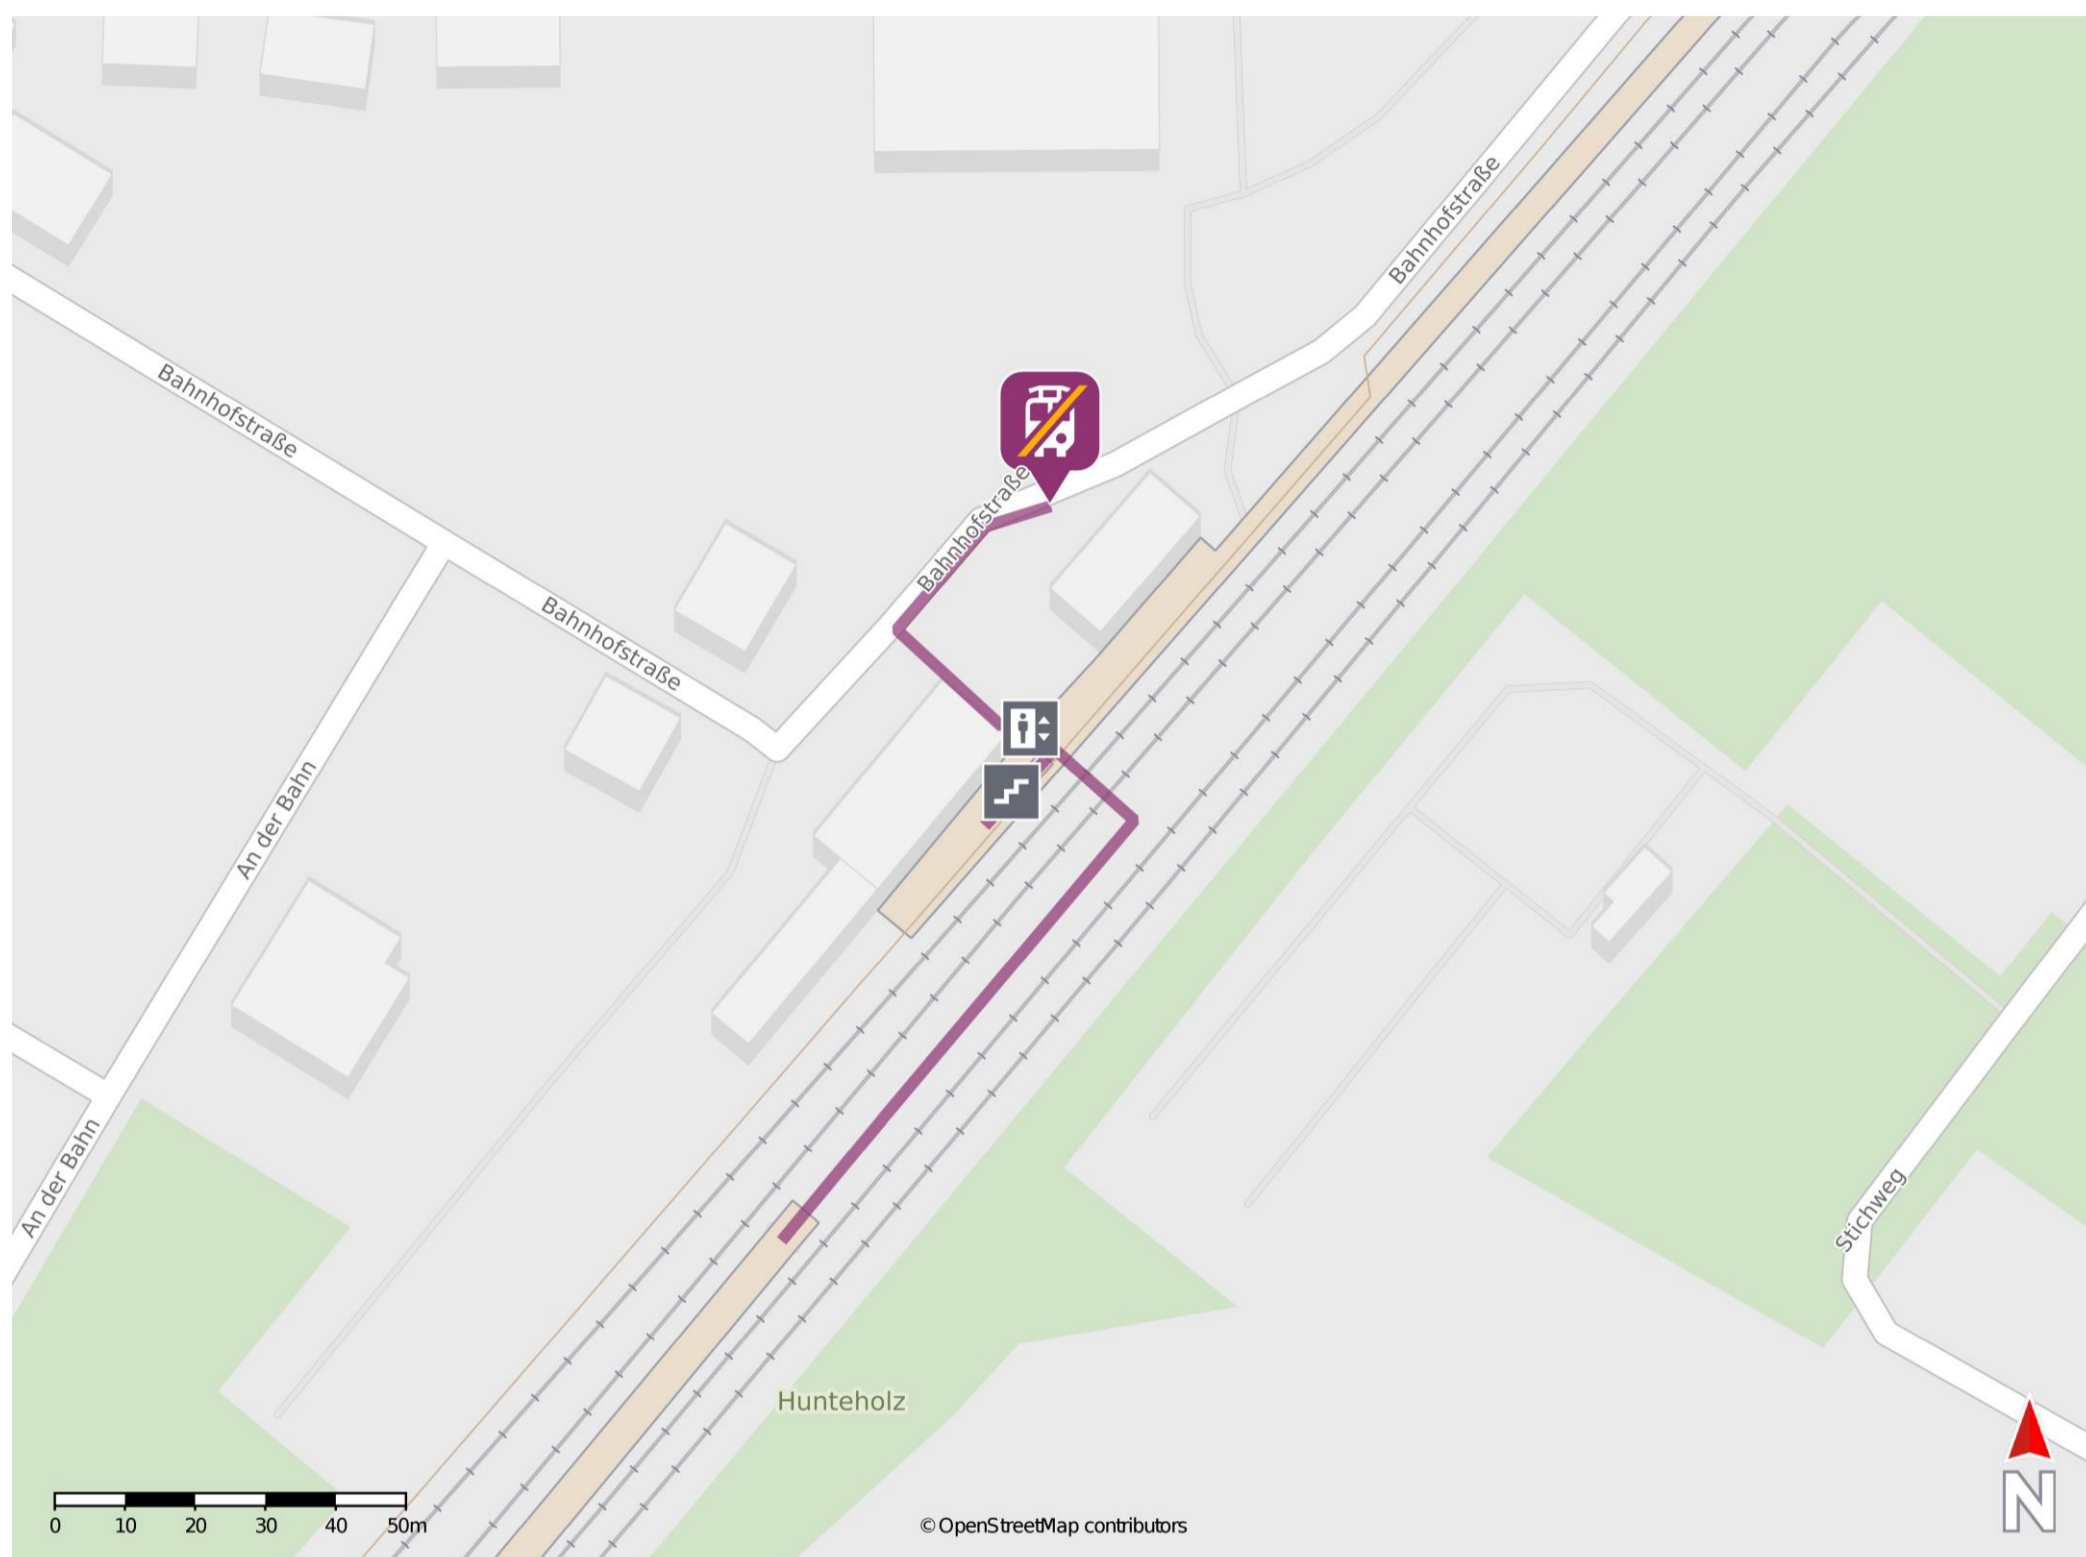 Bahnhofstraße
Bahnhofstraße
Bahnhofstraße
Bahnhofstraße
An der Bahn
An der Bahn
Stichweg
Hunteholz
N
0 10 20 30 40 50m
© OpenStreetMap contributors